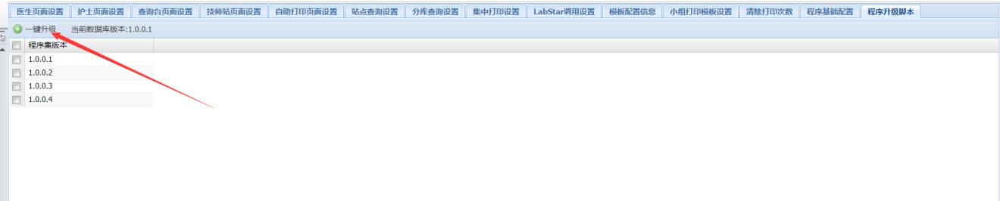 医生页面设置 护士页面设置 查询台页面设置 技师站页面设置 自助打印页面设置 站点查询设置 分库查询设置 集中打印设置 LabStar调用设置 模板配置信息 小组打印模板设置 清除打印次数 程序基础配置 程序升级脚本
一键升级 当前数据库版本:1.0.0.1
程序集版本
1.0.0.1
1.0.0.2
1.0.0.3
1.0.0.4